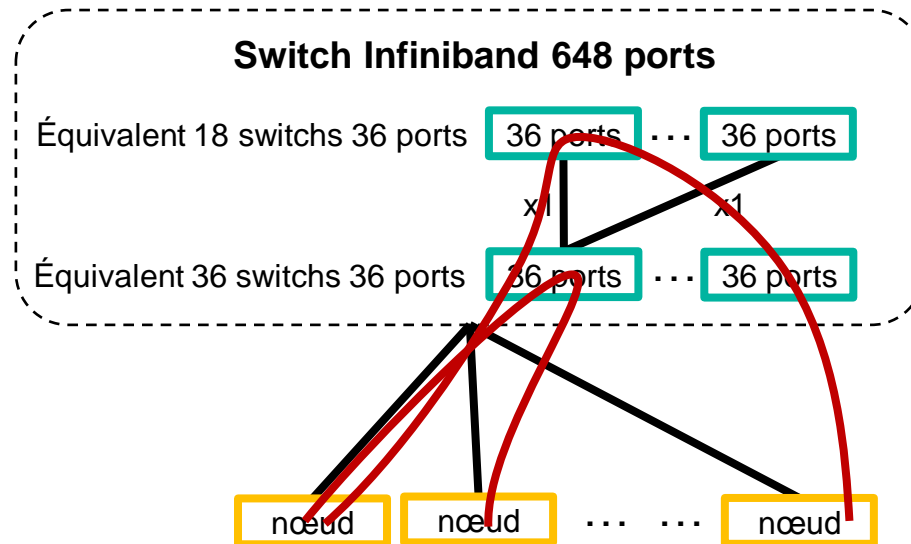 Switch Infiniband 648 ports
Équivalent 18 switchs 36 ports 36 ports ... 36 ports
x1 x1
Équivalent 36 switchs 36 ports 36 ports ... 36 ports
nœud nœud ... ... nœud